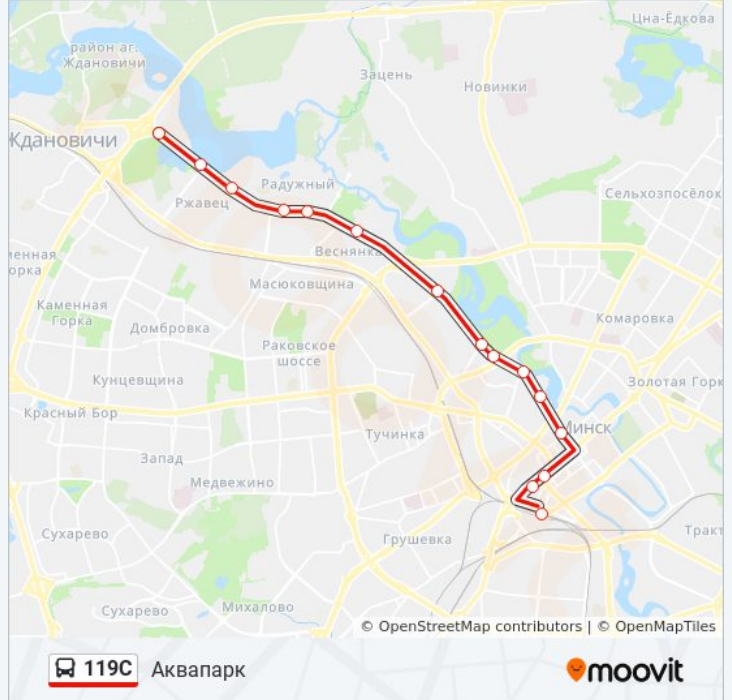 Цна-Ёдкова
район аг.
Ждановичи
Зацень
Новинки
Ждановичи
Радужный
Ржавец
Сельхозпосёлок
Веснянка
менная
орка
Масюковщина
Каменная
Горка
Домбровка
Комаровка
Раковское
шоссе
Кунцевщина
Золотая Горк
Красный Бор
Минск
Тучинка
Запад
Медвежино
Сухарево
Грушевка
Тракт
Сухарево
Михалово
© OpenStreetMap contributors | © OpenMapTiles
119С Аквапарк
moovit